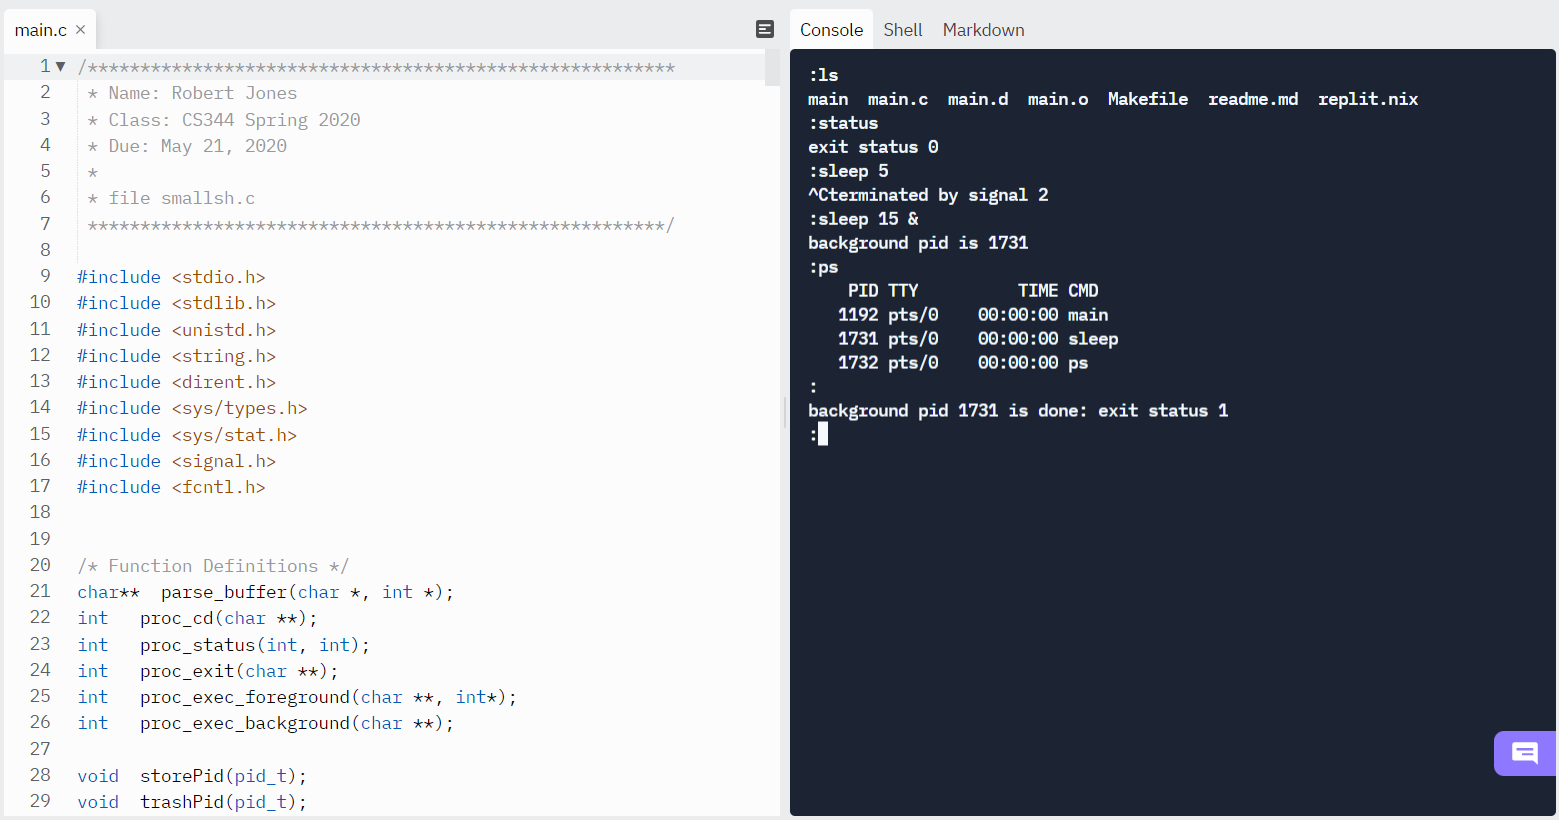 main.c ×
1 ▼ /********************************************************
2 * Name: Robert Jones
3 * Class: CS344 Spring 2020
4 * Due: May 21, 2020
5 *
6 * file smallsh.c
7 *******************************************************/
8
9 #include <stdio.h>
10 #include <stdlib.h>
11 #include <unistd.h>
12 #include <string.h>
13 #include <dirent.h>
14 #include <sys/types.h>
15 #include <sys/stat.h>
16 #include <signal.h>
17 #include <fcntl.h>
18
19
20 /* Function Definitions */
21 char**  parse_buffer(char *, int *);
22 int   proc_cd(char **);
23 int   proc_status(int, int);
24 int   proc_exit(char **);
25 int   proc_exec_foreground(char **, int*);
26 int   proc_exec_background(char **);
27
28 void  storePid(pid_t);
29 void  trashPid(pid_t);
Console Shell Markdown
:ls
main  main.c  main.d  main.o  Makefile  readme.md  replit.nix
:status
exit status 0
:sleep 5
^Cterminated by signal 2
:sleep 15 &
background pid is 1731
:ps
    PID TTY          TIME CMD
   1192 pts/0    00:00:00 main
   1731 pts/0    00:00:00 sleep
   1732 pts/0    00:00:00 ps
:
background pid 1731 is done: exit status 1
: